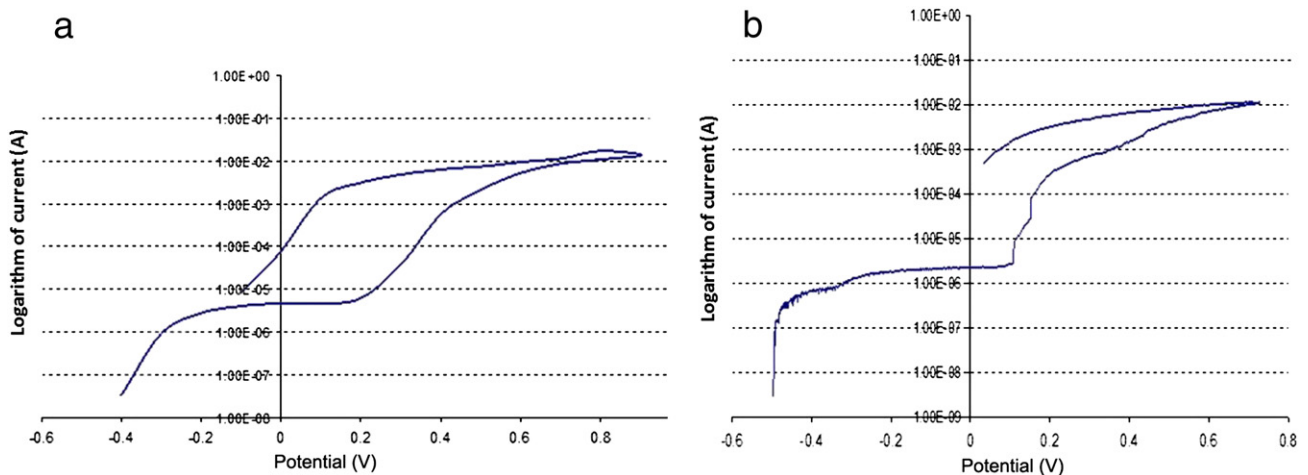 a
Logarithm of current (A)
1.00E+00
1.00E-01
1.00E-02
1.00E-03
1.00E-04
1.00E-05
1.00E-06
1.00E-07
1.00E-08
-0.6 -0.4 -0.2 0 0.2 0.4 0.6 0.8
Potential (V)
b
Logarithm of current (A)
1.00E+00
1.00E-01
1.00E-02
1.00E-03
1.00E-04
1.00E-05
1.00E-06
1.00E-07
1.00E-08
1.00E-09
-0.6 -0.4 -0.2 0 0.2 0.4 0.6 0.8
Potential (V)